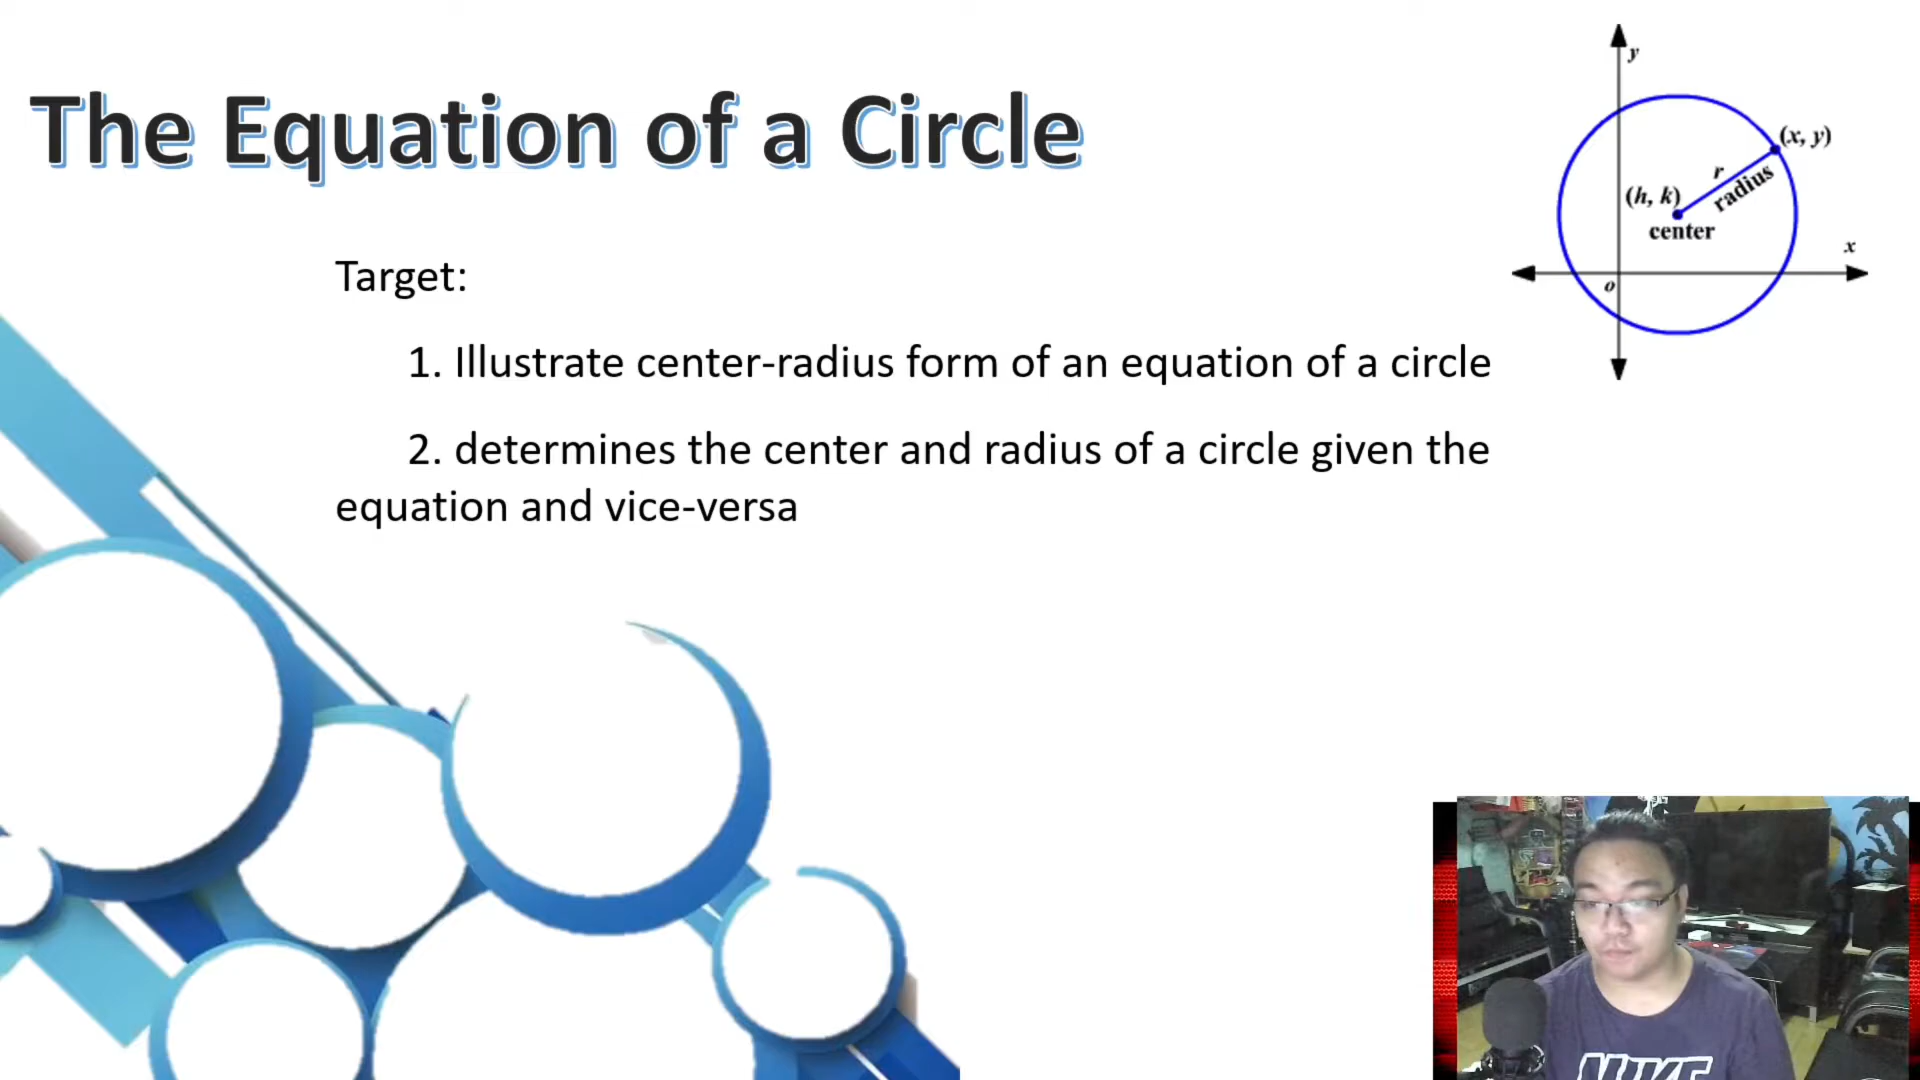 The Equation of a Circle
Target:
1. Illustrate center-radius form of an equation of a circle
2. determines the center and radius of a circle given the
equation and vice-versa
y
(x, y)
r
radius
(h, k)
center
x
o
NIKE